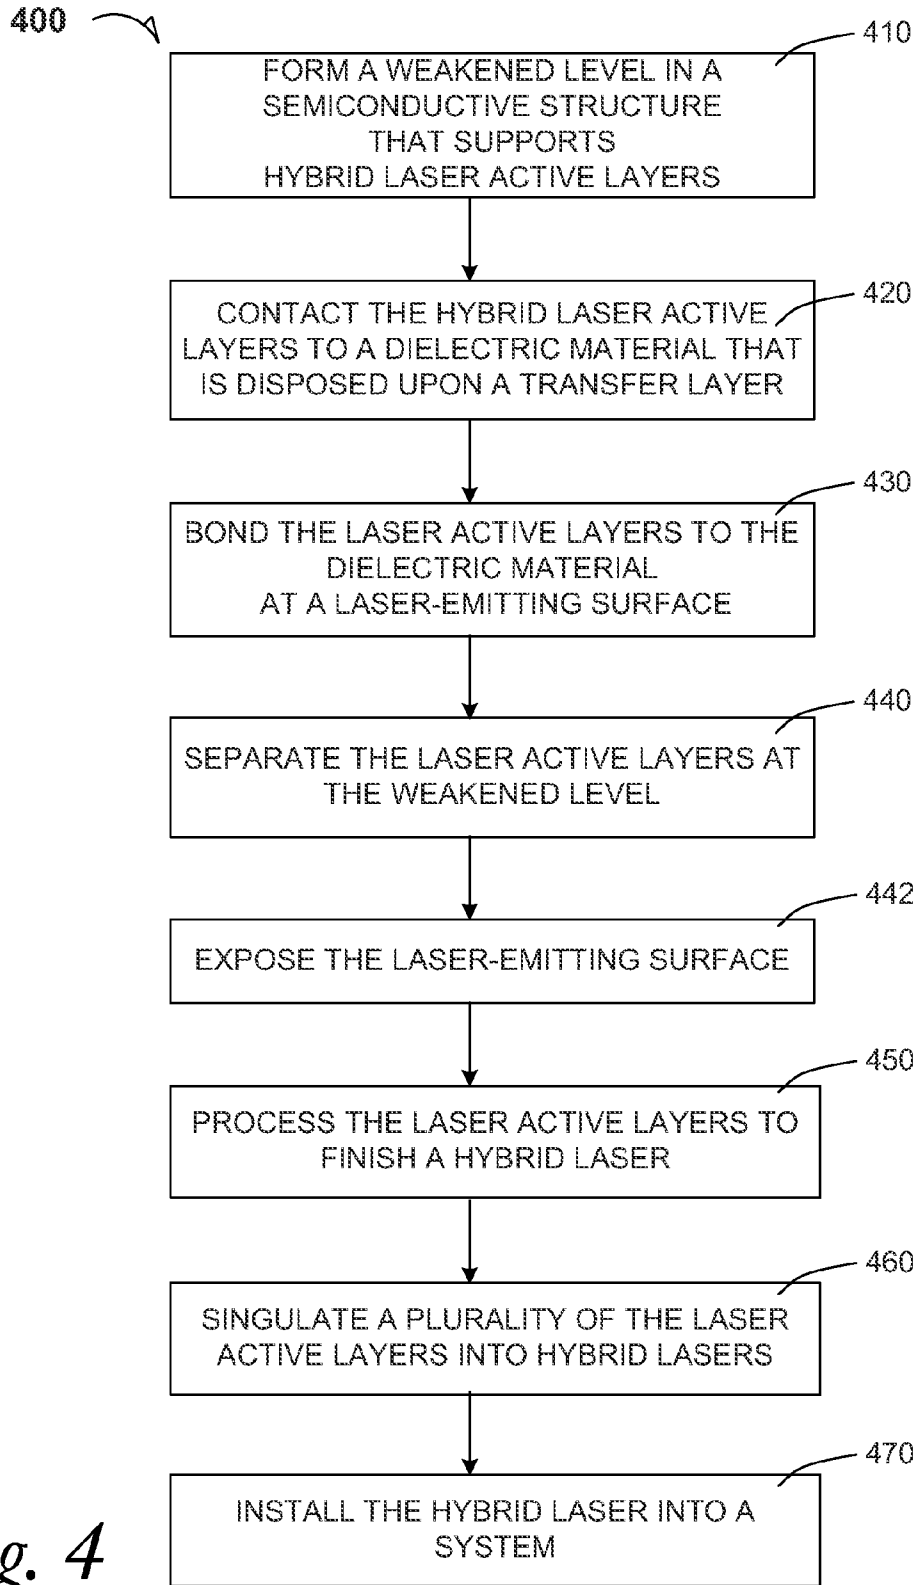 400
410
FORM A WEAKENED LEVEL IN A
SEMICONDUCTIVE STRUCTURE
THAT SUPPORTS
HYBRID LASER ACTIVE LAYERS
420
CONTACT THE HYBRID LASER ACTIVE
LAYERS TO A DIELECTRIC MATERIAL THAT
IS DISPOSED UPON A TRANSFER LAYER
430
BOND THE LASER ACTIVE LAYERS TO THE
DIELECTRIC MATERIAL
AT A LASER-EMITTING SURFACE
440
SEPARATE THE LASER ACTIVE LAYERS AT
THE WEAKENED LEVEL
442
EXPOSE THE LASER-EMITTING SURFACE
450
PROCESS THE LASER ACTIVE LAYERS TO
FINISH A HYBRID LASER
460
SINGULATE A PLURALITY OF THE LASER
ACTIVE LAYERS INTO HYBRID LASERS
470
INSTALL THE HYBRID LASER INTO A
SYSTEM
g. 4